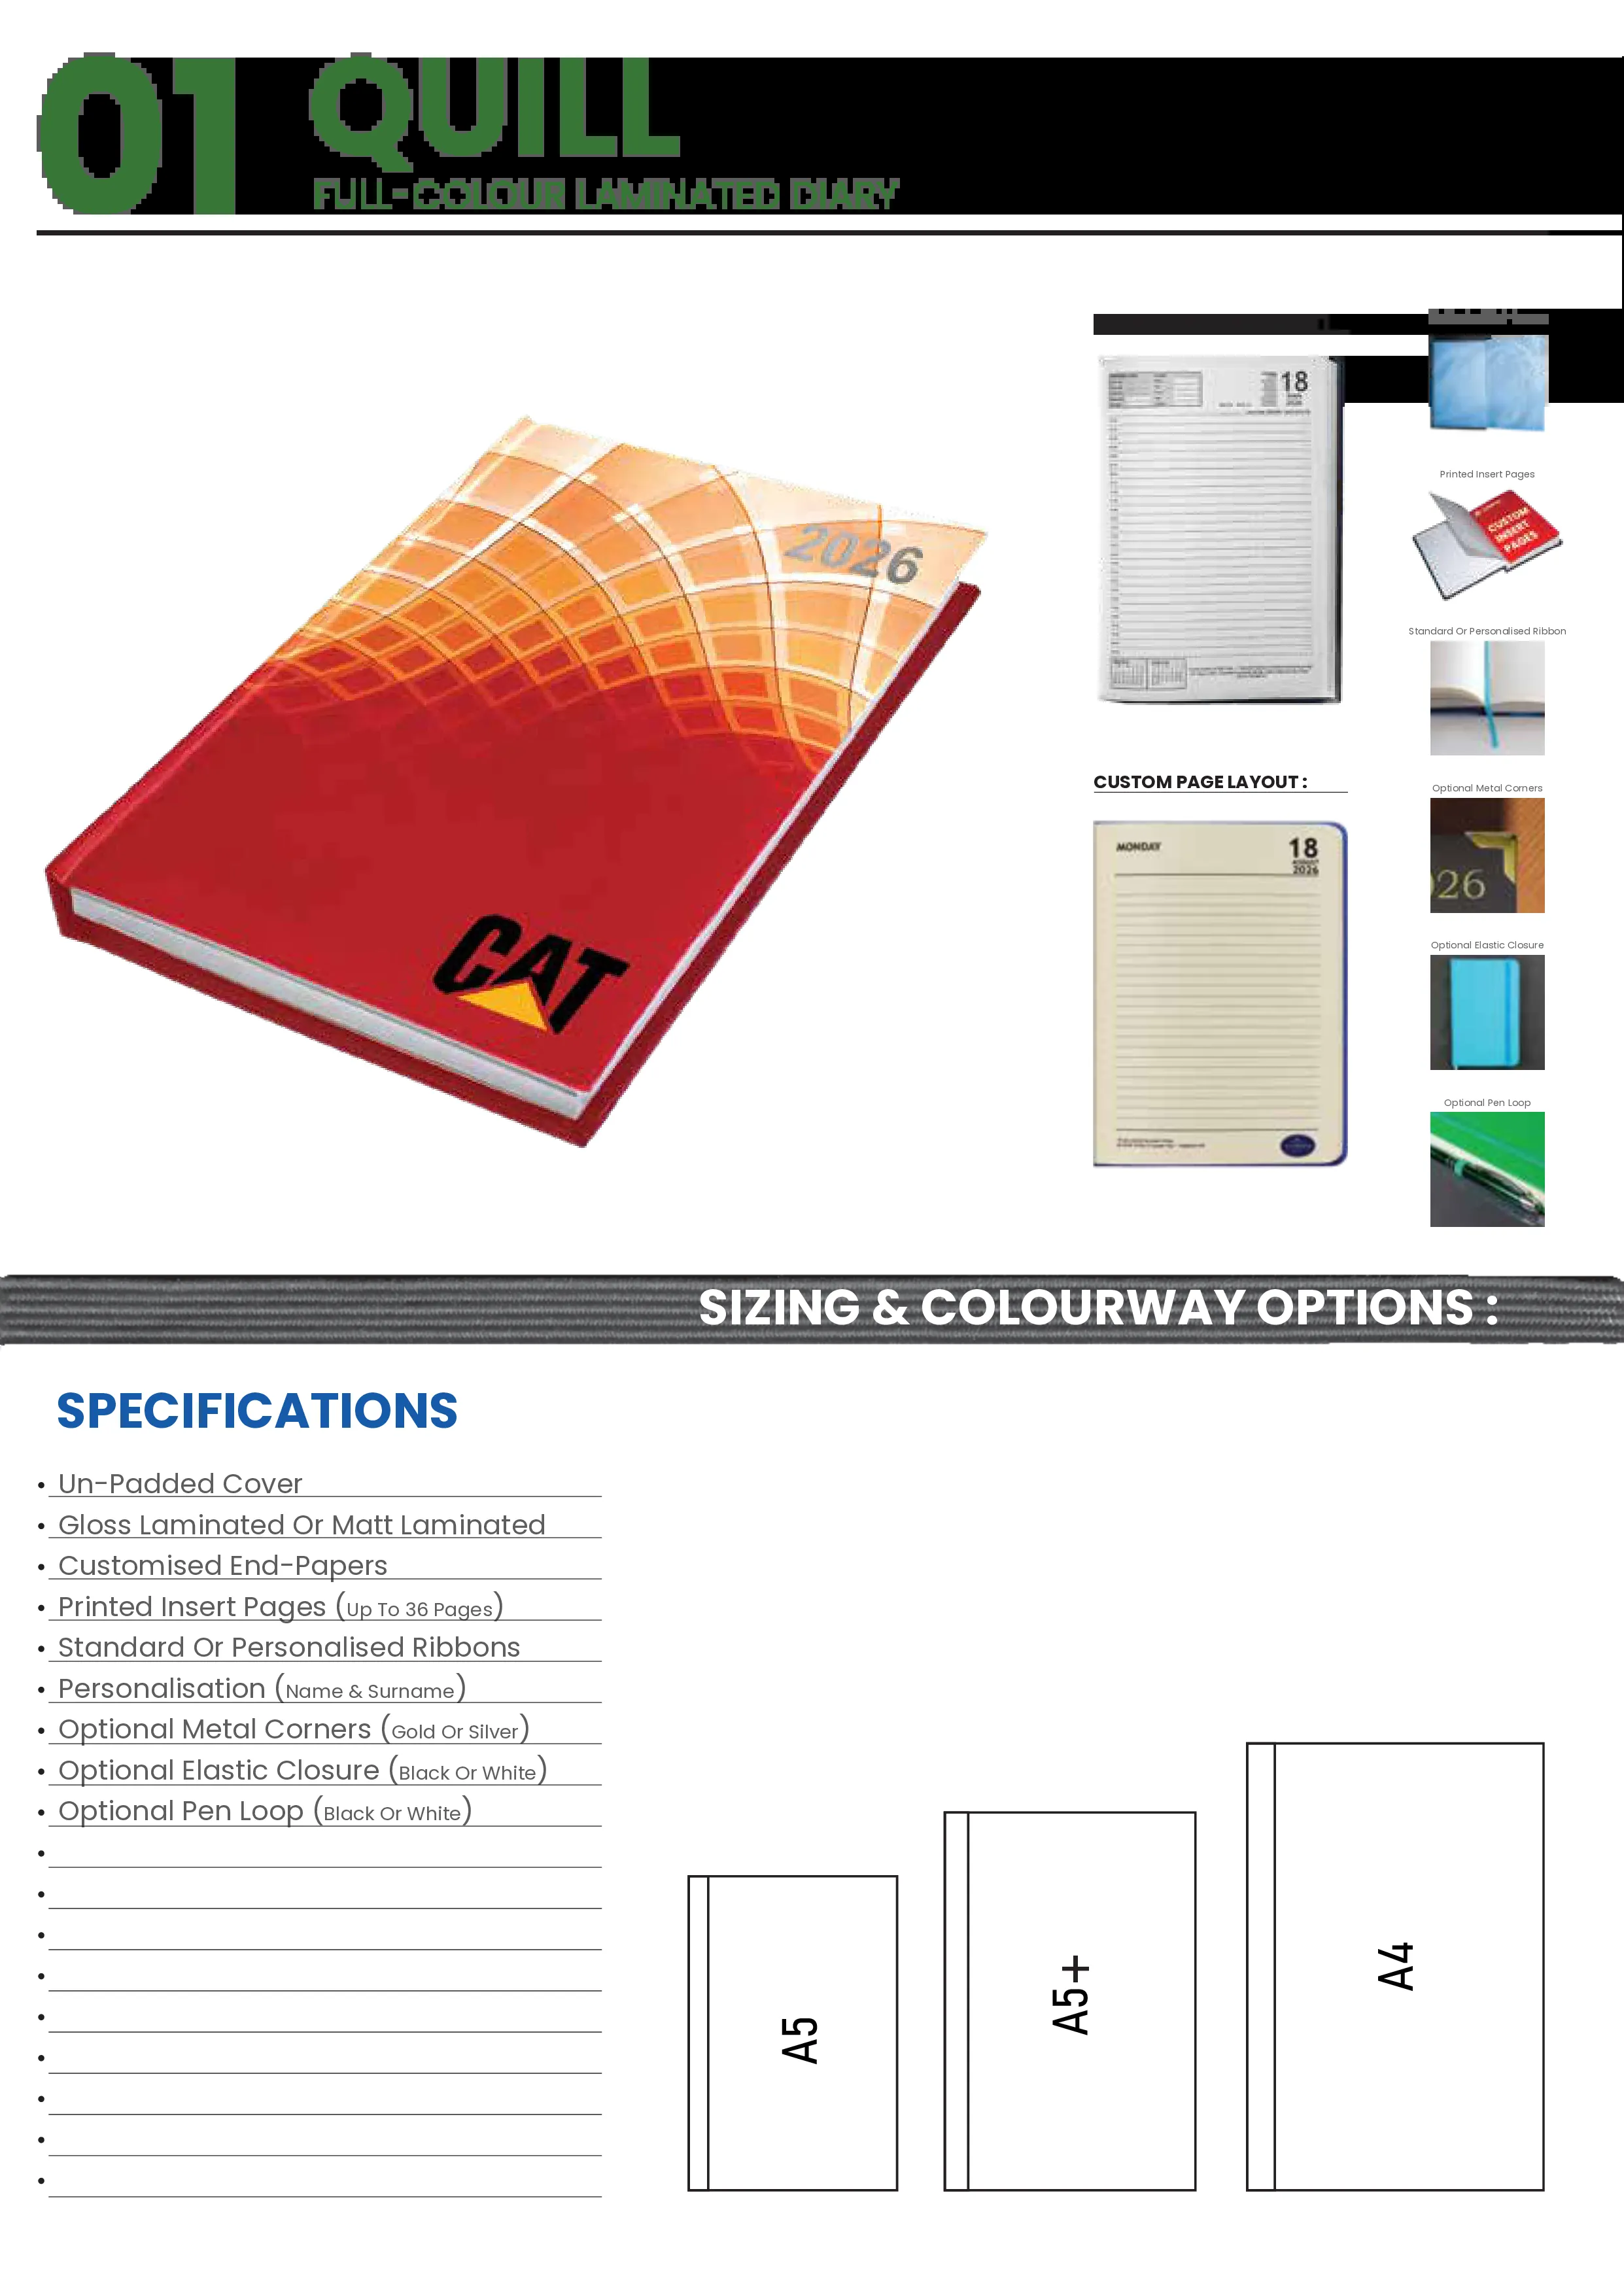 01
QUILL
FULL-COLOUR LAMINATED DIARY
2026
CAT
18
CUSTOM PAGE LAYOUT :
MONDAY
18
AUGUST
2026
Printed Insert Pages
CUSTOM
INSERT
PAGES
Standard Or Personalised Ribbon
Optional Metal Corners
26
Optional Elastic Closure
Optional Pen Loop
SIZING & COLOURWAY OPTIONS :
SPECIFICATIONS
• Un-Padded Cover
• Gloss Laminated Or Matt Laminated
• Customised End-Papers
• Printed Insert Pages (Up To 36 Pages)
• Standard Or Personalised Ribbons
• Personalisation (Name & Surname)
• Optional Metal Corners (Gold Or Silver)
• Optional Elastic Closure (Black Or White)
• Optional Pen Loop (Black Or White)
A5
A5+
A4